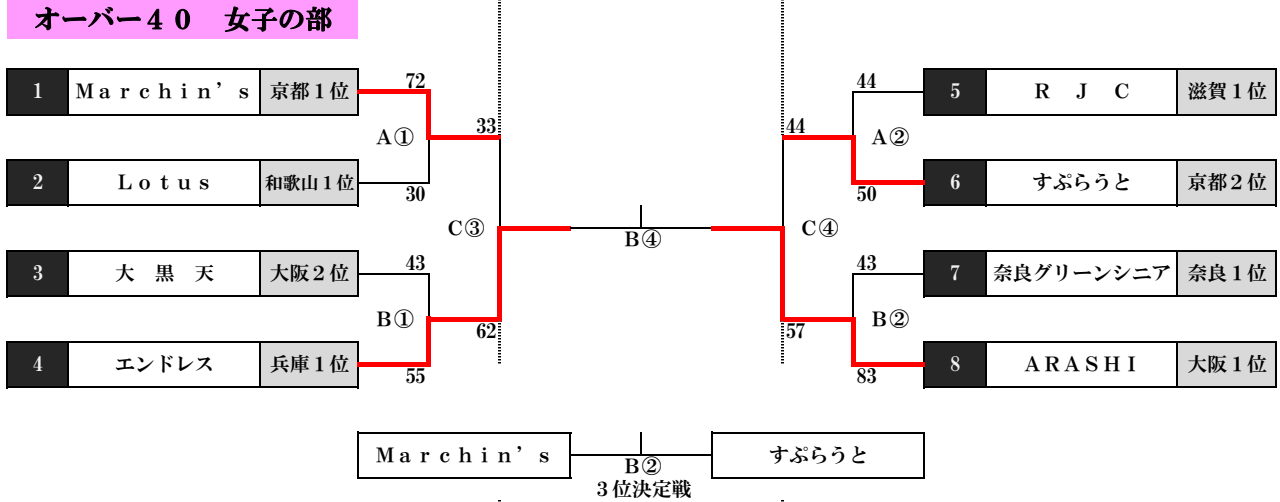 オーバー４０　女子の部
1 Ｍａｒｃｈｉｎ’ｓ 京都１位
72
44
5 Ｒ　Ｊ　Ｃ 滋賀１位
33
44
A①
A②
2 Ｌｏｔｕｓ 和歌山１位
30
50
6 すぷらうと 京都２位
C③
B④
C④
3 大　黒　天 大阪２位
43
43
7 奈良グリーンシニア 奈良１位
B①
B②
62
57
4 エンドレス 兵庫１位
55
83
8 ＡＲＡＳＨＩ 大阪１位
Ｍａｒｃｈｉｎ’ｓ
すぷらうと
B②
３位決定戦